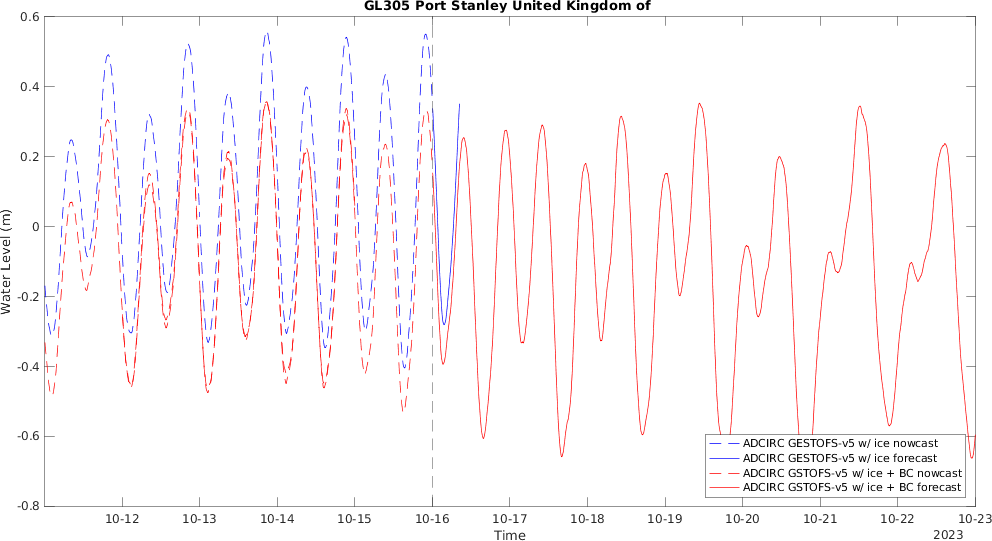 GL305 Port Stanley United Kingdom of
0.6
0.4
0.2
0
-0.2
-0.4
-0.6
-0.8
Water Level (m)
ADCIRC GESTOFS-v5 w/ ice nowcast
ADCIRC GESTOFS-v5 w/ ice forecast
ADCIRC GSTOFS-v5 w/ ice + BC nowcast
ADCIRC GSTOFS-v5 w/ ice + BC forecast
10-12 10-13 10-14 10-15 10-16 10-17 10-18 10-19 10-20 10-21 10-22 10-23
Time
2023